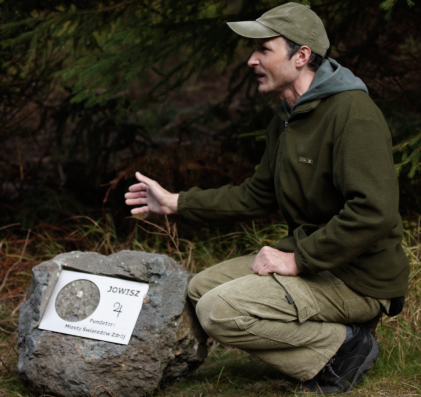 JOWISZ
♃
Fundator:
Miasto Świeradów Zdrój